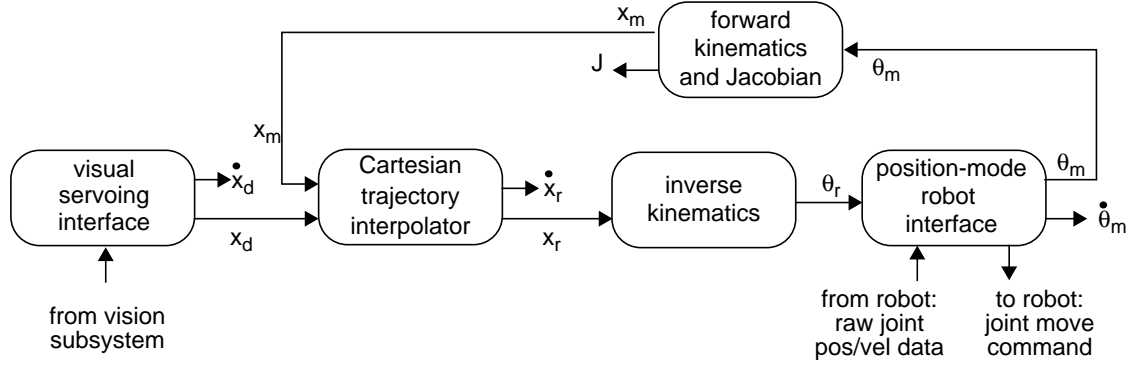 x_m
forward
kinematics
and Jacobian
J
θ_m
x_m
visual
servoing
interface
ẋ_d
x_d
Cartesian
trajectory
interpolator
ẋ_r
x_r
inverse
kinematics
θ_r
position-mode
robot
interface
θ_m
θ̇_m
from vision
subsystem
from robot:
raw joint
pos/vel data
to robot:
joint move
command